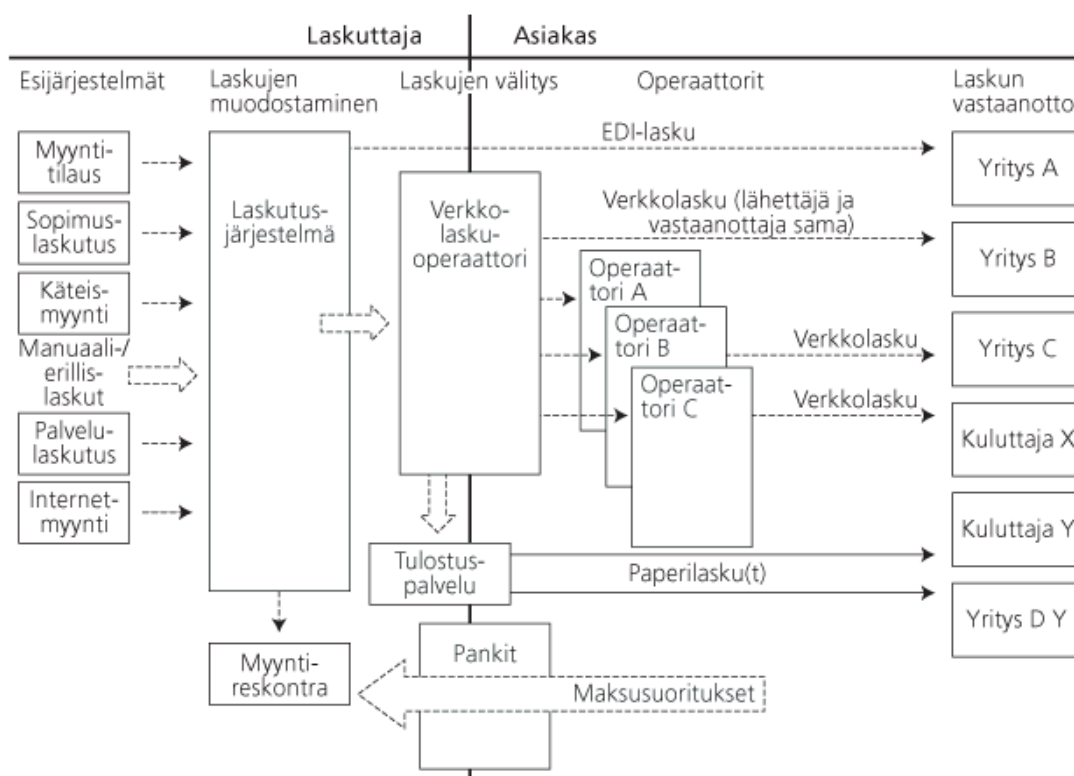 Laskuttaja
Asiakas
Esijärjestelmät
Laskujen
muodostaminen
Laskujen välitys
Operaattorit
Laskun
vastaanotto
Myynti-
tilaus
Sopimus-
laskutus
Käteis-
myynti
Manuaali-/
erillis-
laskut
Palvelu-
laskutus
Internet-
myynti
Laskutus-
järjestelmä
Verkko-
lasku-
operaattori
EDI-lasku
Verkkolasku (lähettäjä ja
vastaanottaja sama)
Operaat-
tori A
Operaat-
tori B
Operaat-
tori C
Verkkolasku
Verkkolasku
Tulostus-
palvelu
Paperilasku(t)
Myynti-
reskontra
Pankit
Maksusuoritukset
Yritys A
Yritys B
Yritys C
Kuluttaja X
Kuluttaja Y
Yritys D Y